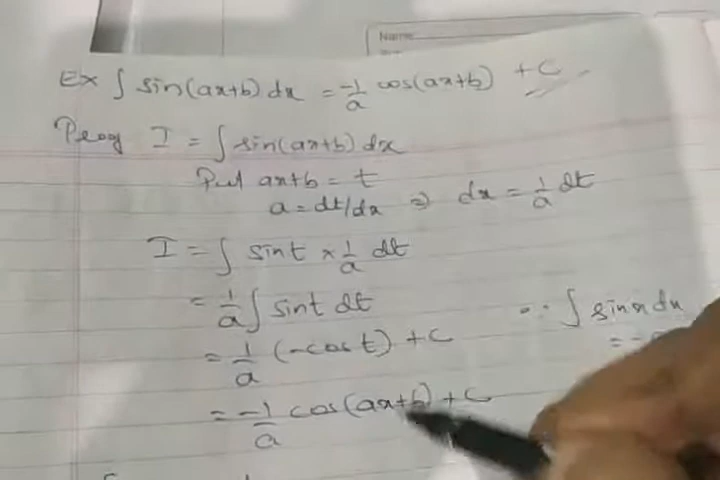 Name
Ex ∫ sin(ax+b) dx = -1/a cos(ax+b) + C
Proof I = ∫ sin(ax+b) dx
Put ax+b = t
a = dt/dx ⇒ dx = 1/a dt
I = ∫ sint × 1/a dt
= 1/a ∫ sint dt
∵ ∫ sinx dx
= 1/a (-cost) + C
= -
= -1/a cos(ax+b) + C